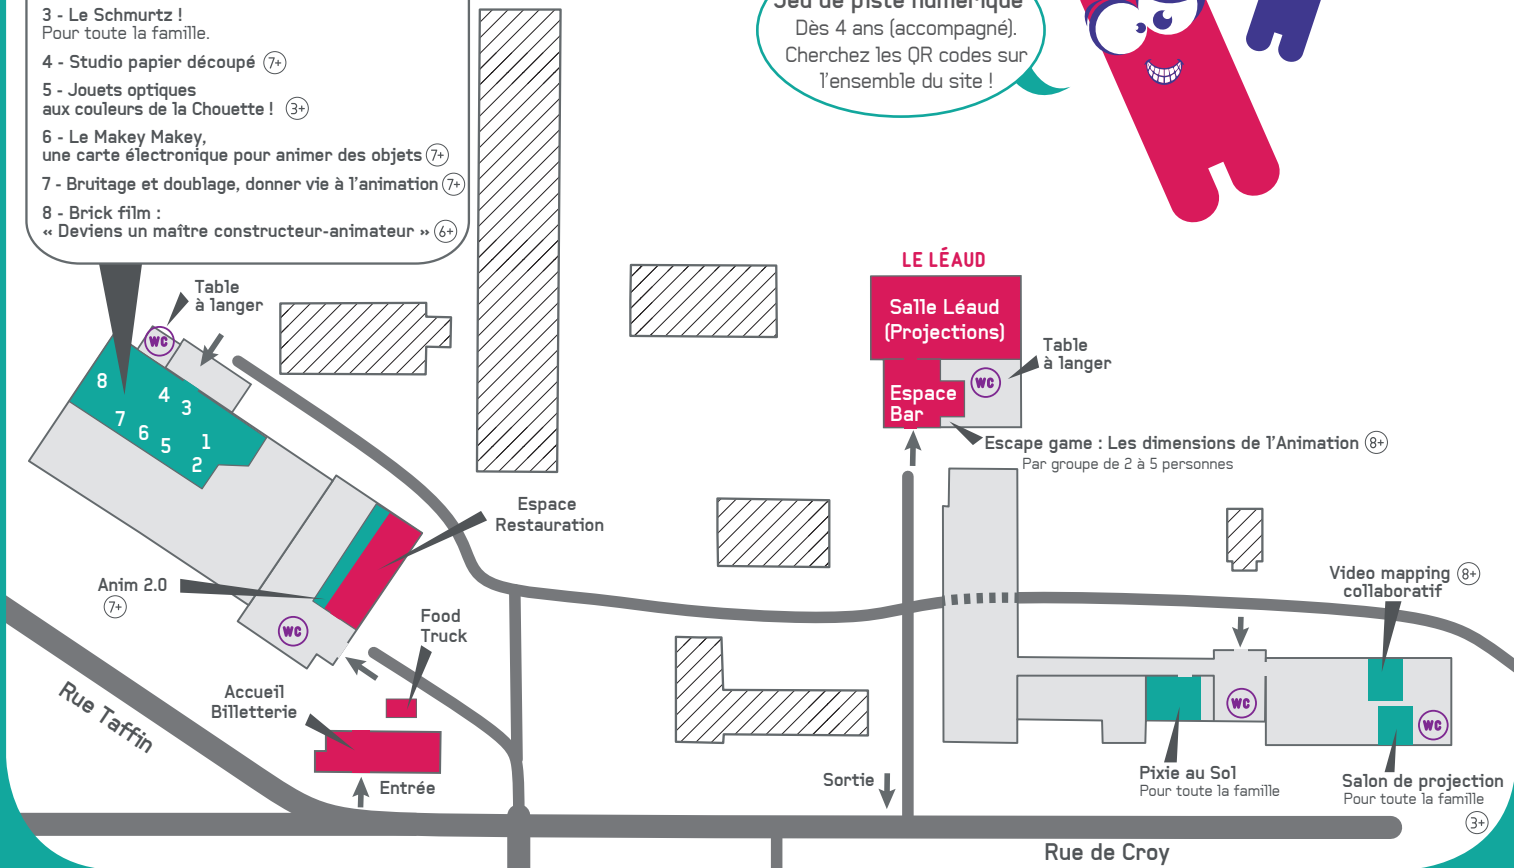 3 - Le Schmurtz !
Pour toute la famille.
4 - Studio papier découpé 7+
5 - Jouets optiques
aux couleurs de la Chouette ! 3+
6 - Le Makey Makey,
une carte électronique pour animer des objets 7+
7 - Bruitage et doublage, donner vie à l'animation 7+
8 - Brick film :
« Deviens un maître constructeur-animateur » 6+
Jeu de piste numérique
Dès 4 ans (accompagné).
Cherchez les QR codes sur
l'ensemble du site !
Table
à langer
WC
8
4
3
7
6
5
1
2
LE LÉAUD
Salle Léaud
(Projections)
Espace
Bar
WC
Table
à langer
Escape game : Les dimensions de l'Animation 8+
Par groupe de 2 à 5 personnes
Espace
Restauration
Anim 2.0
7+
WC
Food
Truck
Accueil
Billetterie
Entrée
Rue Taffin
Video mapping 8+
collaboratif
WC
WC
Sortie
Pixie au Sol
Pour toute la famille
Salon de projection
Pour toute la famille
3+
Rue de Croy